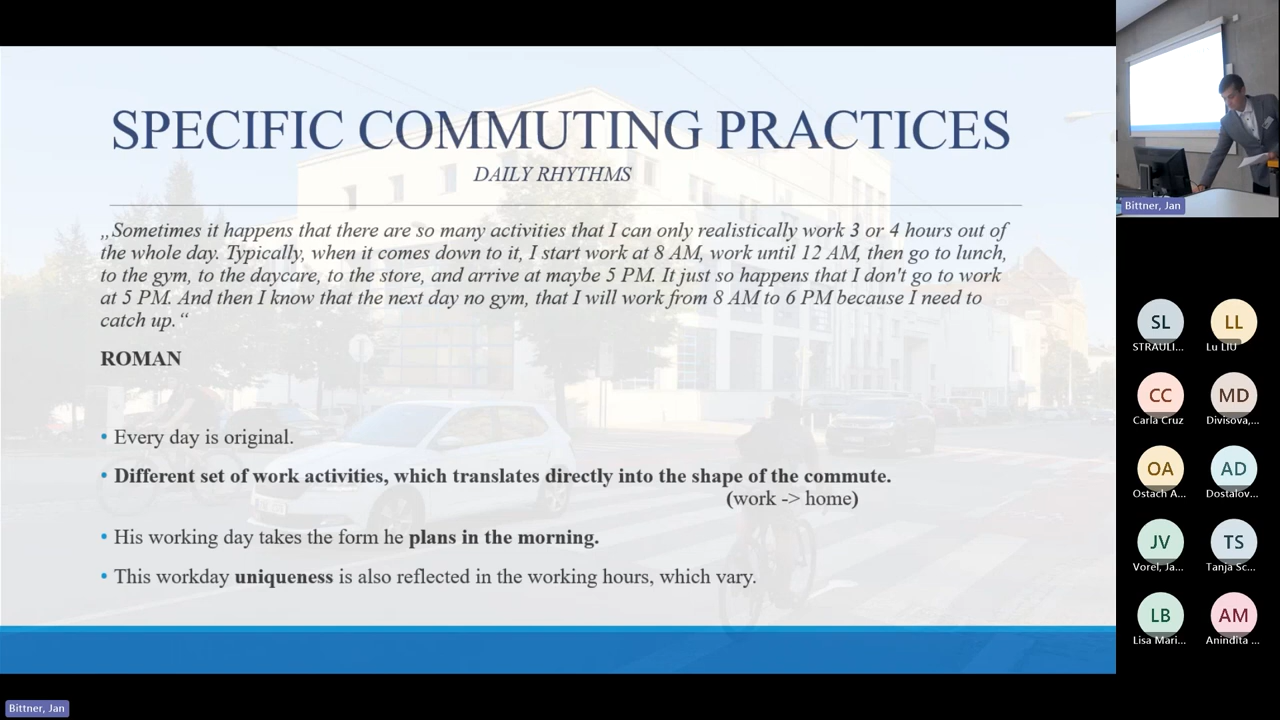 SPECIFIC COMMUTING PRACTICES
DAILY RHYTHMS
„Sometimes it happens that there are so many activities that I can only realistically work 3 or 4 hours out of
the whole day. Typically, when it comes down to it, I start work at 8 AM, work until 12 AM, then go to lunch,
to the gym, to the daycare, to the store, and arrive at maybe 5 PM. It just so happens that I don't go to work
at 5 PM. And then I know that the next day no gym, that I will work from 8 AM to 6 PM because I need to
catch up.“
ROMAN
• Every day is original.
• Different set of work activities, which translates directly into the shape of the commute.
(work -> home)
• His working day takes the form he plans in the morning.
• This workday uniqueness is also reflected in the working hours, which vary.
Bittner, Jan
SL
STRAULI...
LL
Lu LIU
CC
Carla Cruz
MD
Divisova,...
OA
Ostach A...
AD
Dostalov...
JV
Vorel, Ja...
TS
Tanja Sc...
LB
Lisa Mari...
AM
Anindita ...
Bittner, Jan